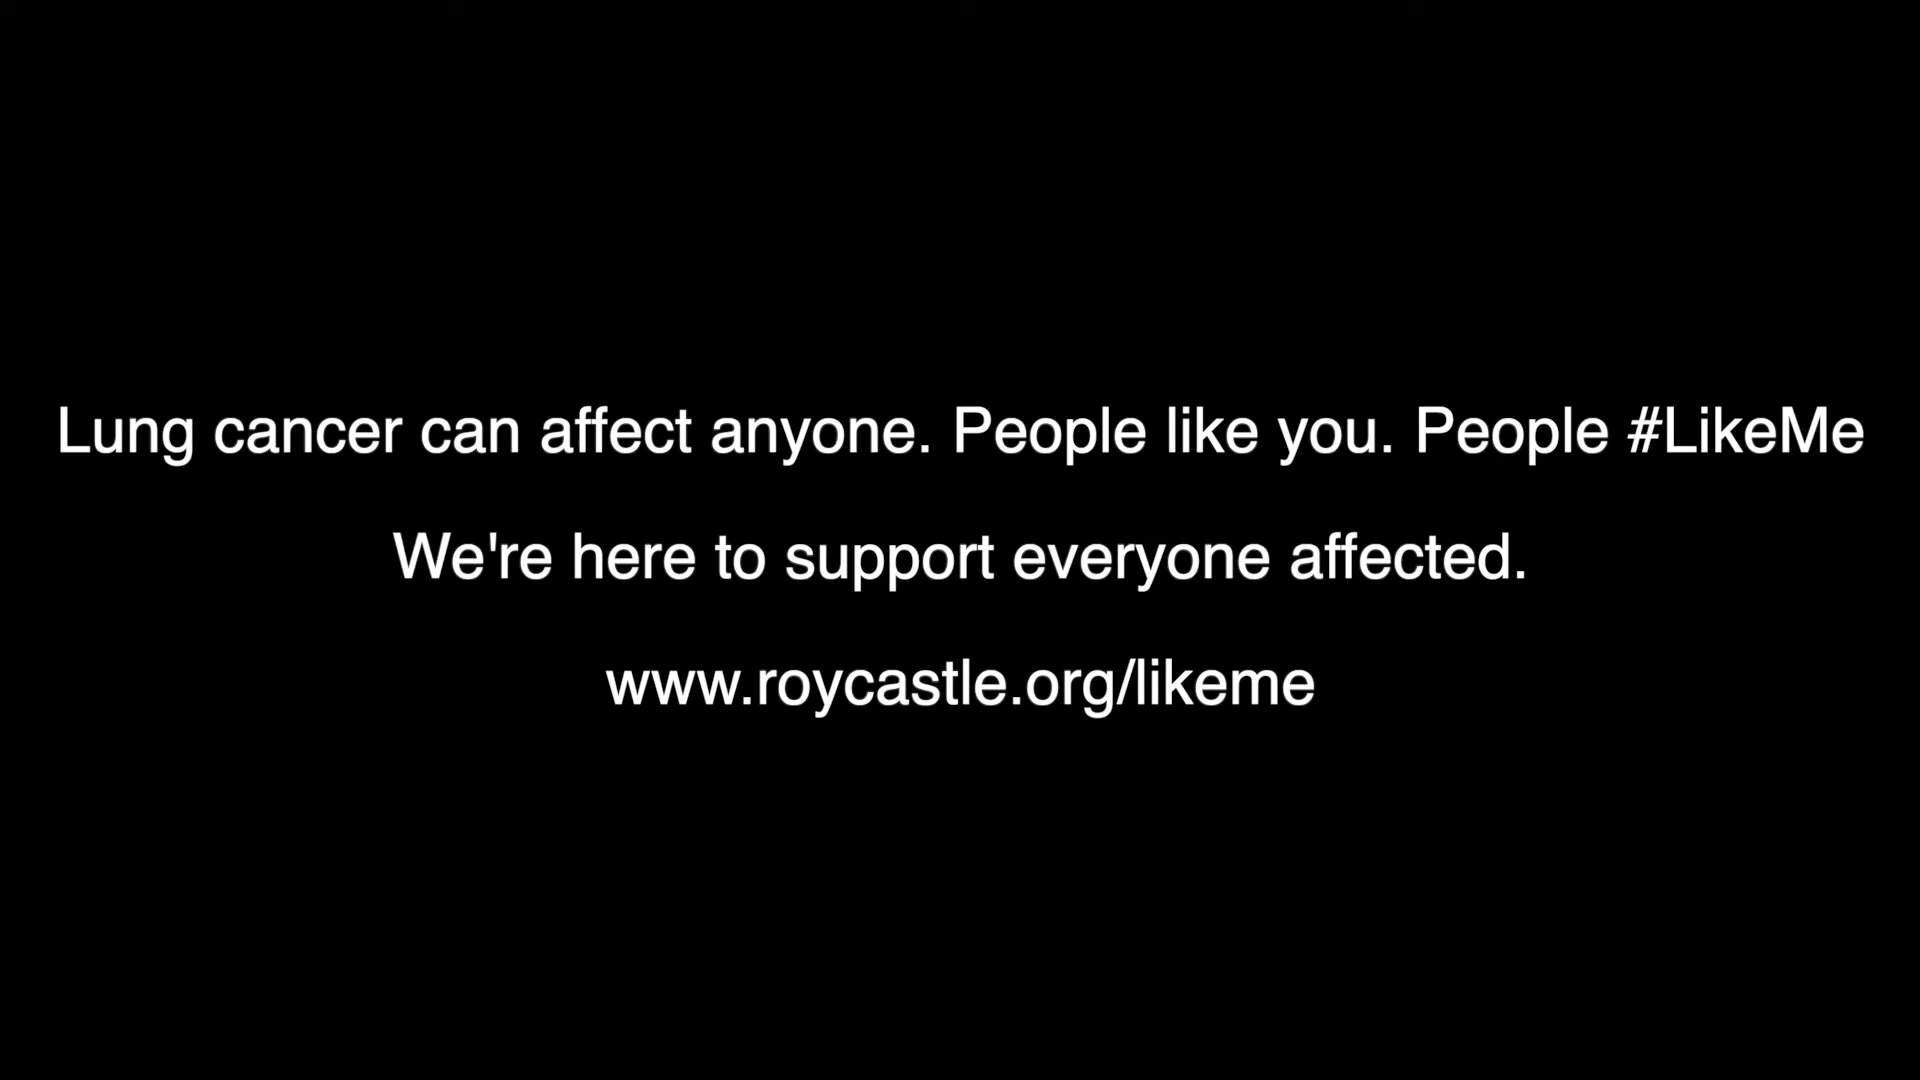 Lung cancer can affect anyone. People like you. People #LikeMe
We're here to support everyone affected.
www.roycastle.org/likeme